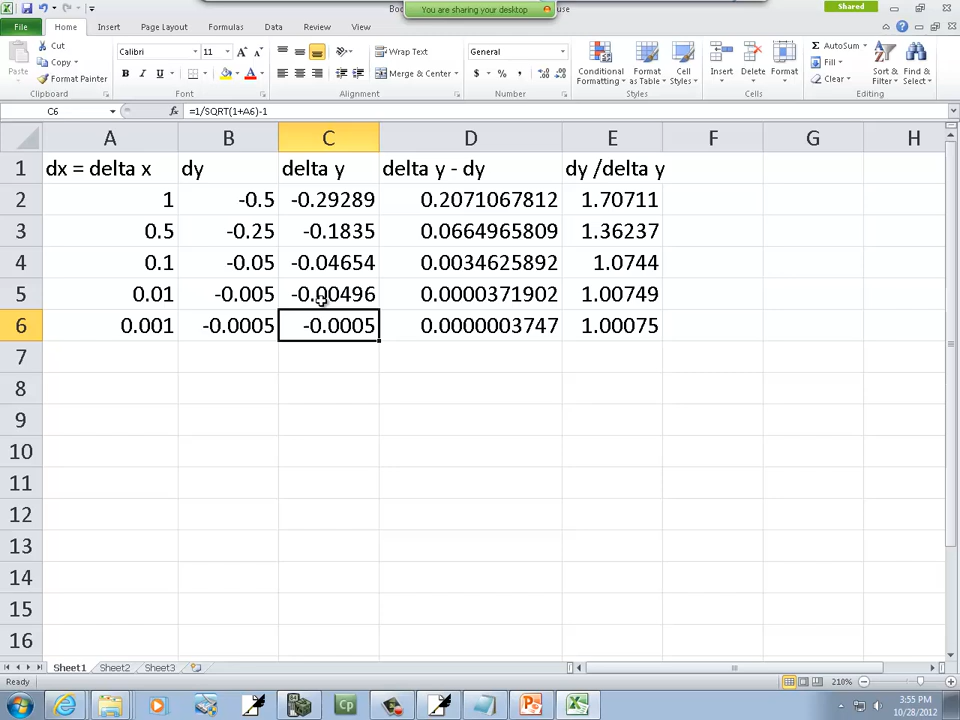 You are sharing your desktop
Boo
use
Shared
File Home Insert Page Layout Formulas Data Review View
Paste
Cut
Copy
Format Painter
Clipboard
Calibri 11
B I U
Font
Wrap Text
Merge & Center
Alignment
General
$ % ,
Number
Conditional Formatting
Format as Table
Cell Styles
Styles
Insert Delete Format
Cells
AutoSum
Fill
Clear
Sort & Filter
Find & Select
Editing
C6 fx =1/SQRT(1+A6)-1
A B C D E F G H
1 dx = delta x dy delta y delta y - dy dy /delta y
2 1 -0.5 -0.29289 0.2071067812 1.70711
3 0.5 -0.25 -0.1835 0.0664965809 1.36237
4 0.1 -0.05 -0.04654 0.0034625892 1.0744
5 0.01 -0.005 -0.00496 0.0000371902 1.00749
6 0.001 -0.0005 -0.0005 0.0000003747 1.00075
7
8
9
10
11
12
13
14
15
16
Sheet1 Sheet2 Sheet3
Ready 210%
Cp
3:55 PM
10/28/2012